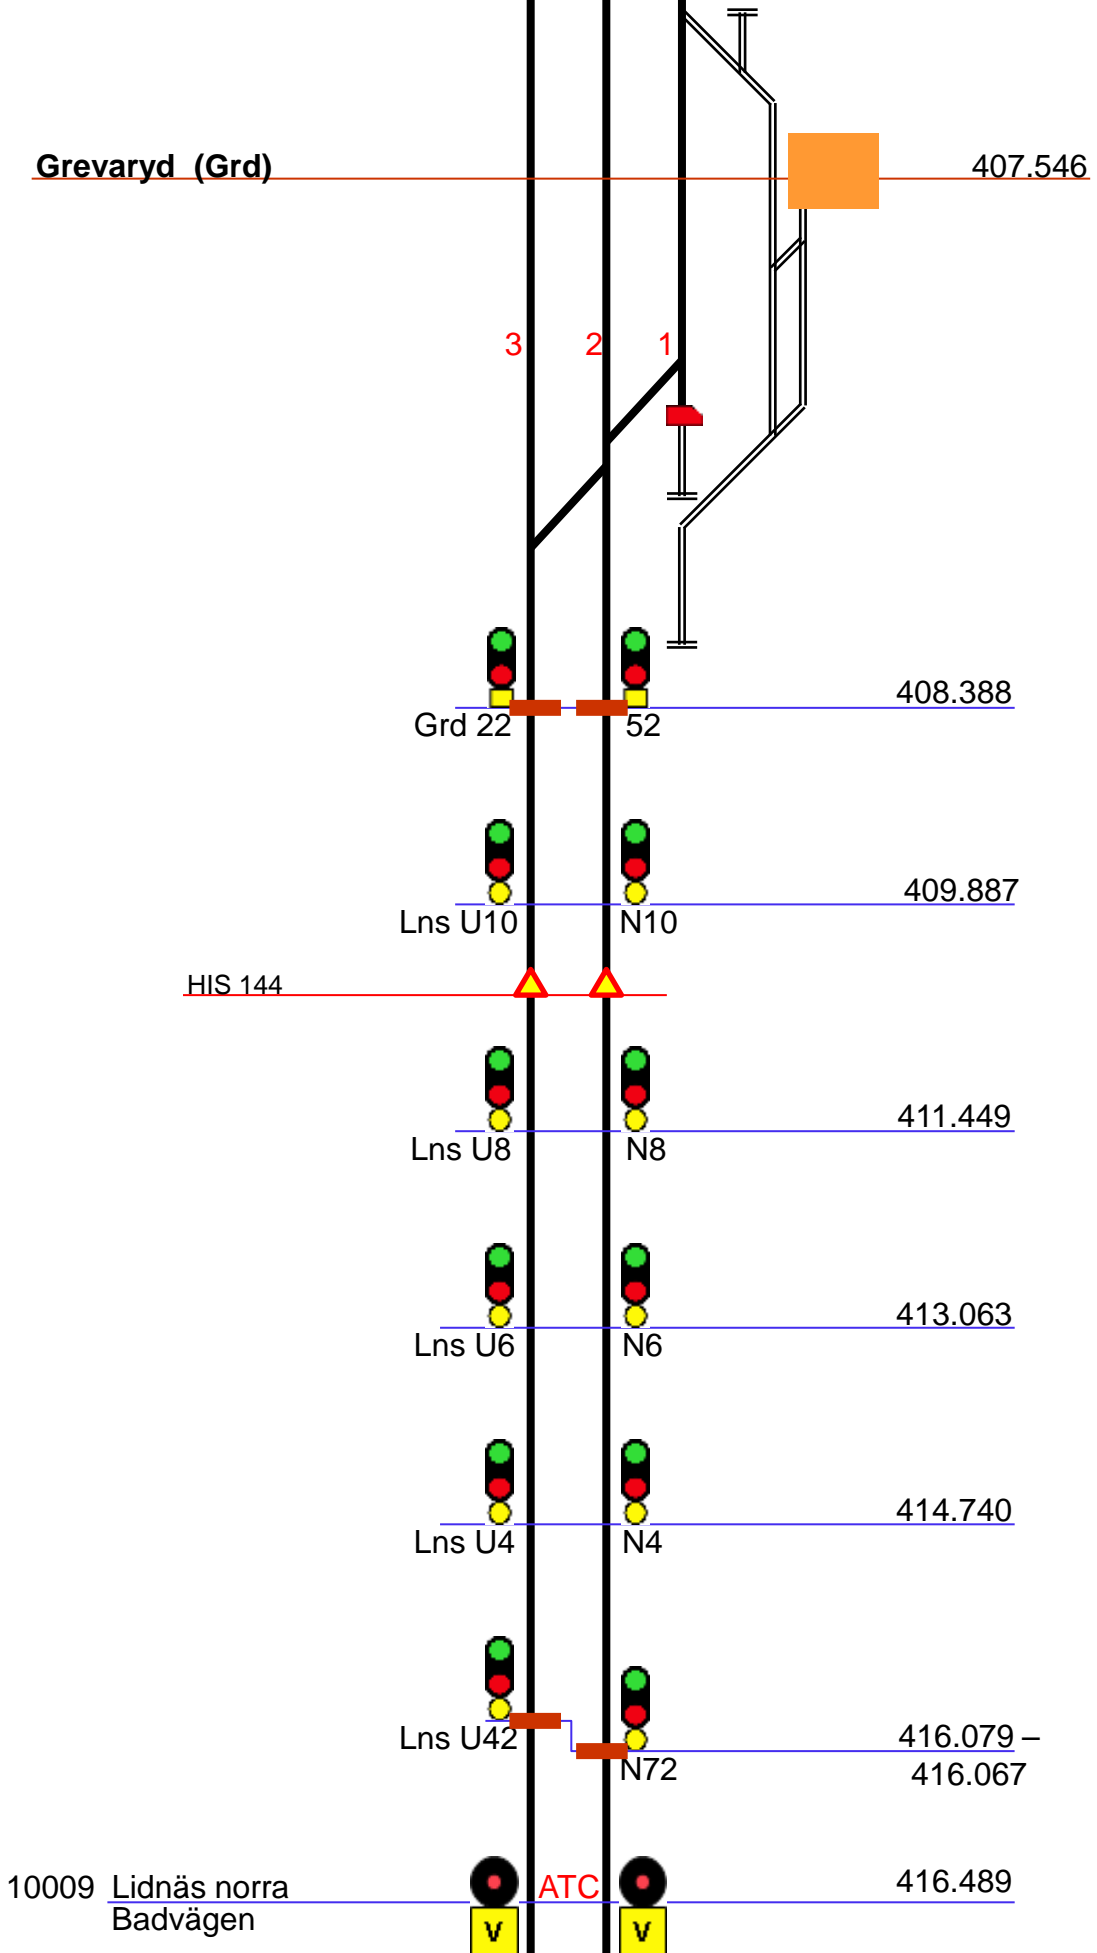 Grevaryd (Grd) 407.546
3 2 1
408.388
Grd 22 52
409.887
Lns U10 N10
HIS 144
411.449
Lns U8 N8
413.063
Lns U6 N6
414.740
Lns U4 N4
Lns U42 416.079 –
N72 416.067
10009 Lidnäs norra ATC 416.489
Badvägen
V V